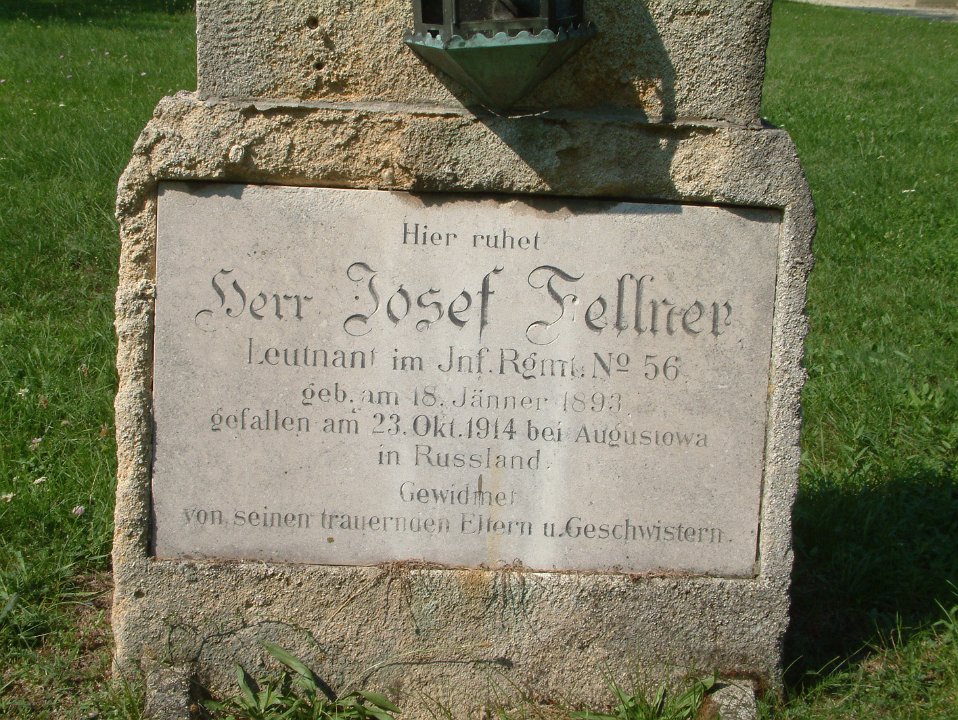 Hier ruhet
Herr Josef Fellner
Leutnant im Jnf. Rgmt. No 56
geb. am 18. Jänner 1893
gefallen am 23. Okt. 1914 bei Augustowa
in Russland.
Gewidmet
von seinen trauernden Eltern u. Geschwistern.